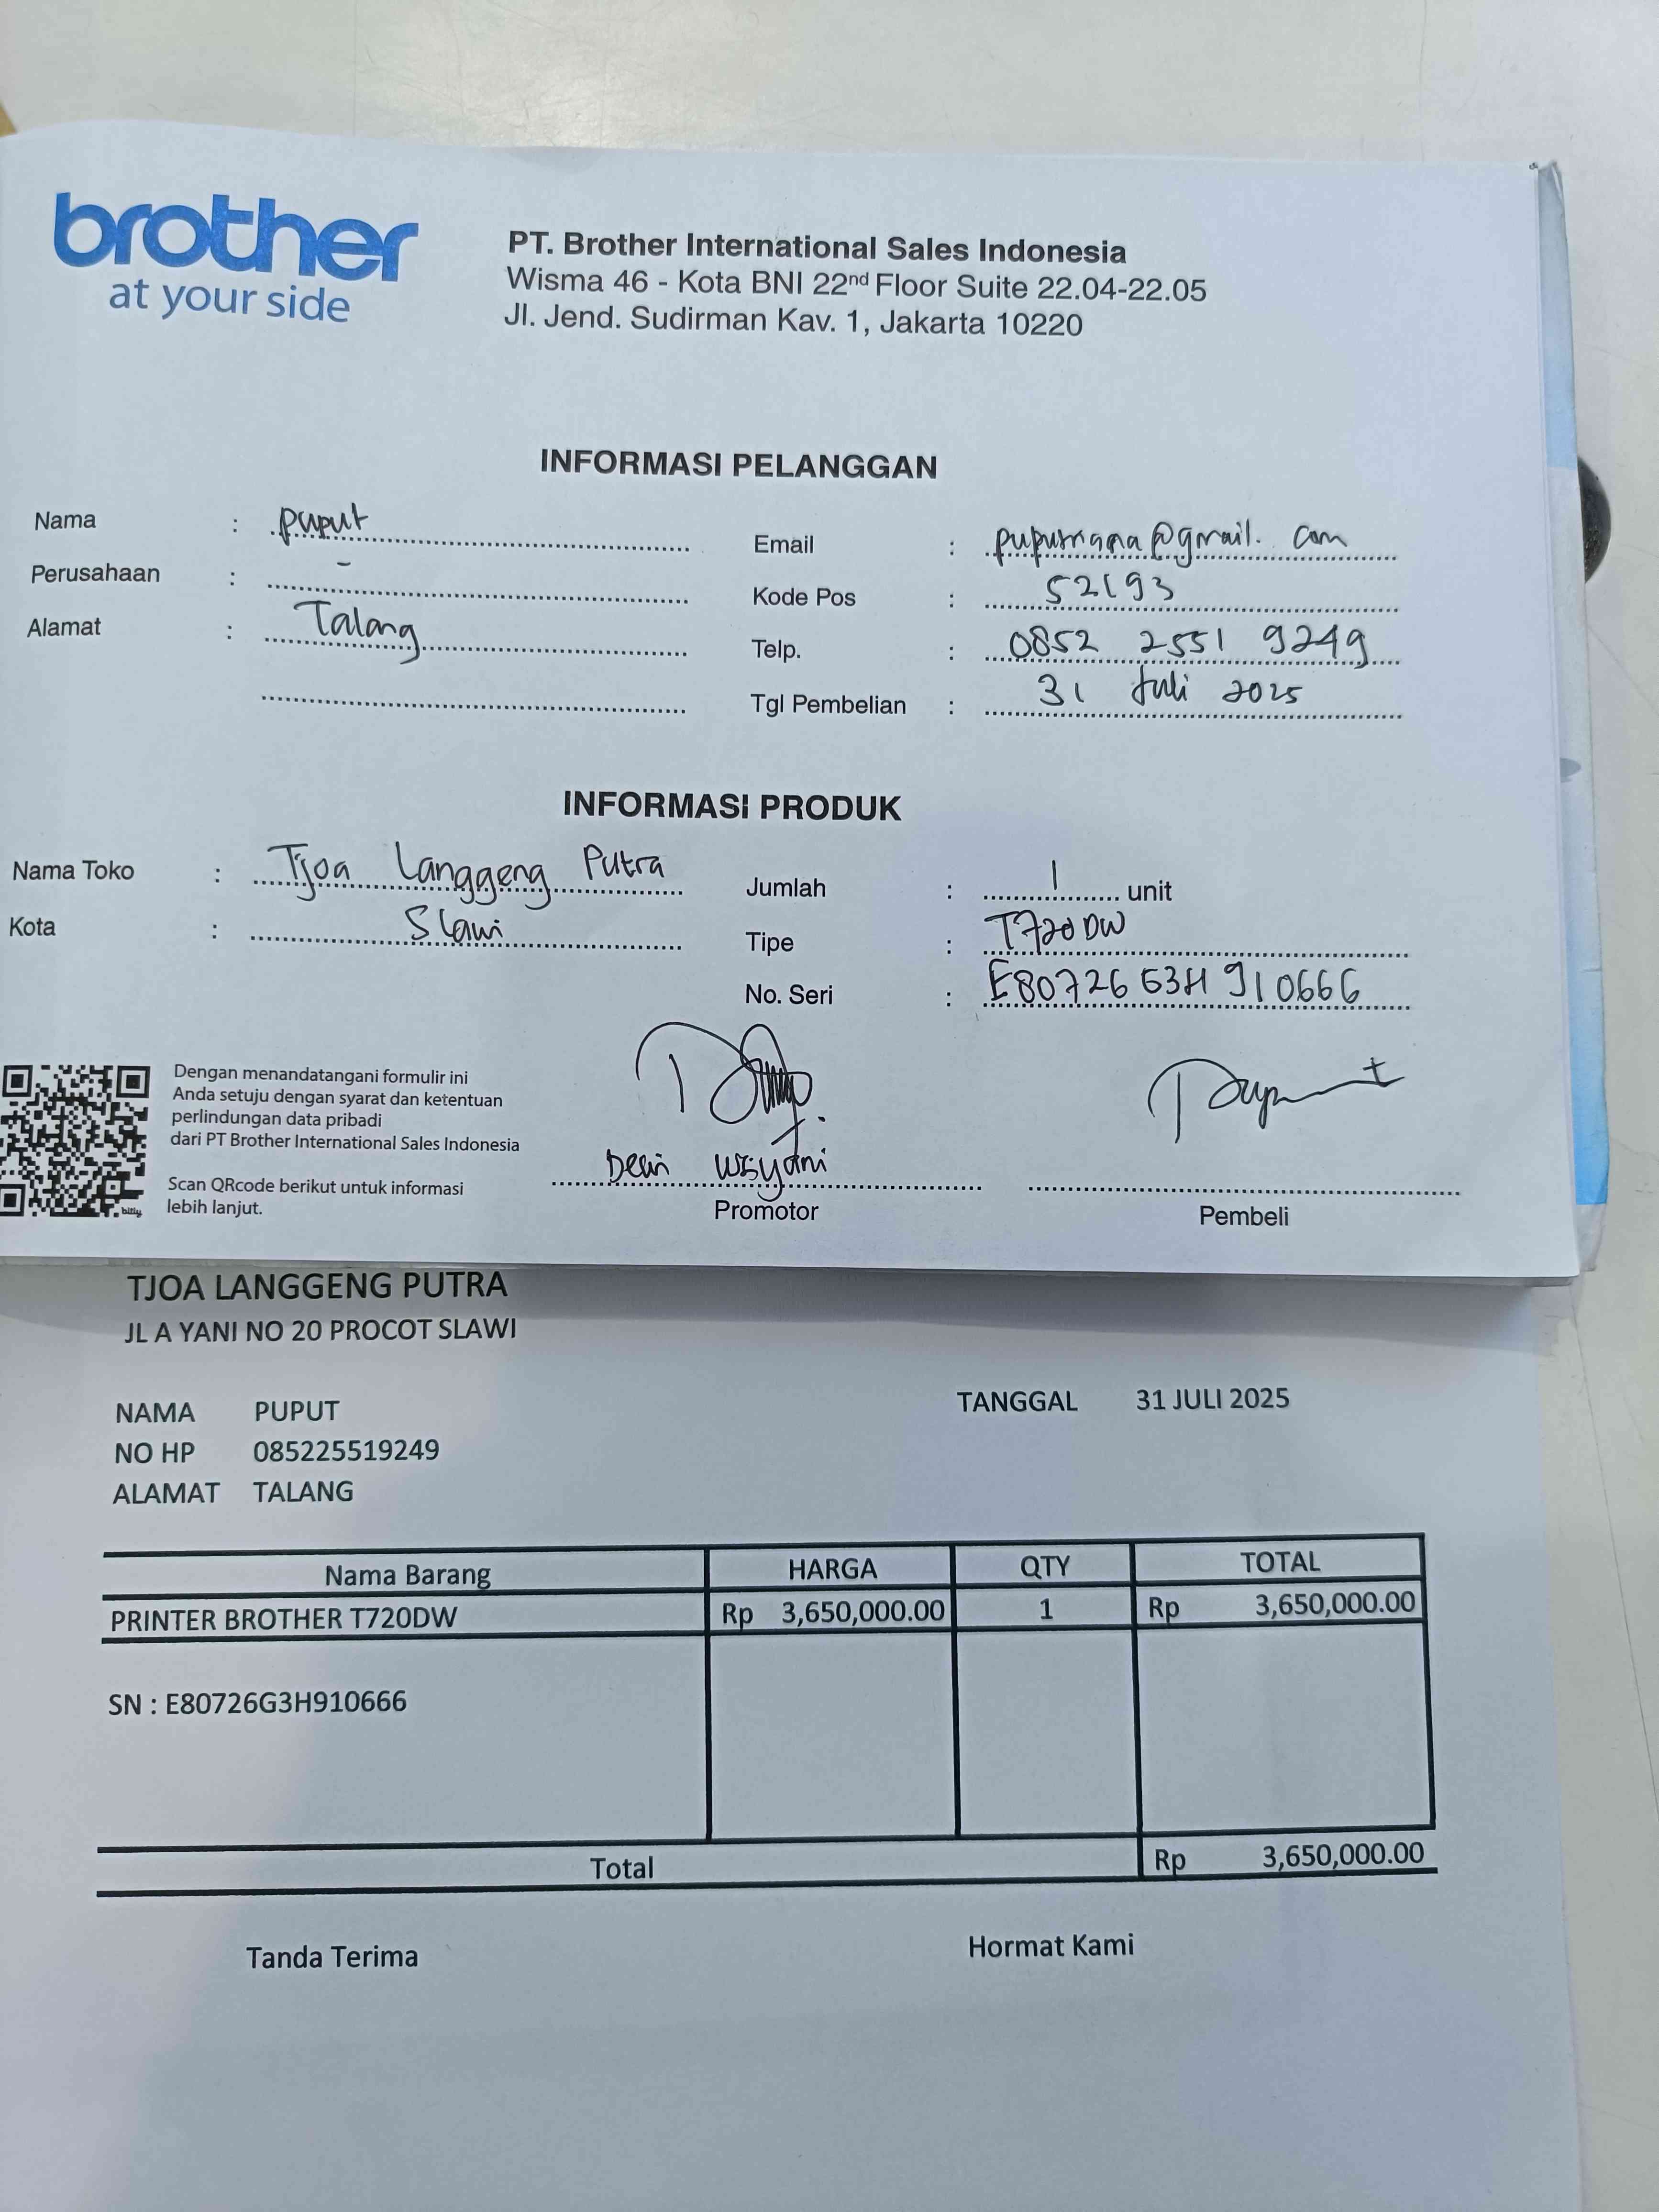 brother
at your side
PT. Brother International Sales Indonesia
Wisma 46 - Kota BNI 22nd Floor Suite 22.04-22.05
Jl. Jend. Sudirman Kav. 1, Jakarta 10220
INFORMASI PELANGGAN
Nama : puput
Perusahaan : -
Alamat : Talang
Email : @gmail. com
Kode Pos : 52193
Telp. : 0852 2551 9249
Tgl Pembelian : 31 Juli 2025
INFORMASI PRODUK
Nama Toko : Tjoa Langgeng Putra
Kota : Slawi
Jumlah : 1 unit
Tipe : T720DW
No. Seri : E80726G3H910666
Dengan menandatangani formulir ini
Anda setuju dengan syarat dan ketentuan
perlindungan data pribadi
dari PT Brother International Sales Indonesia
Scan QRcode berikut untuk informasi
lebih lanjut.
bitly
Dewi
Promotor
Pembeli
TJOA LANGGENG PUTRA
JL A YANI NO 20 PROCOT SLAWI
NAMA PUPUT
NO HP 085225519249
ALAMAT TALANG
TANGGAL 31 JULI 2025
Nama Barang HARGA QTY TOTAL
PRINTER BROTHER T720DW Rp 3,650,000.00 1 Rp 3,650,000.00
SN : E80726G3H910666
Total Rp 3,650,000.00
Tanda Terima Hormat Kami